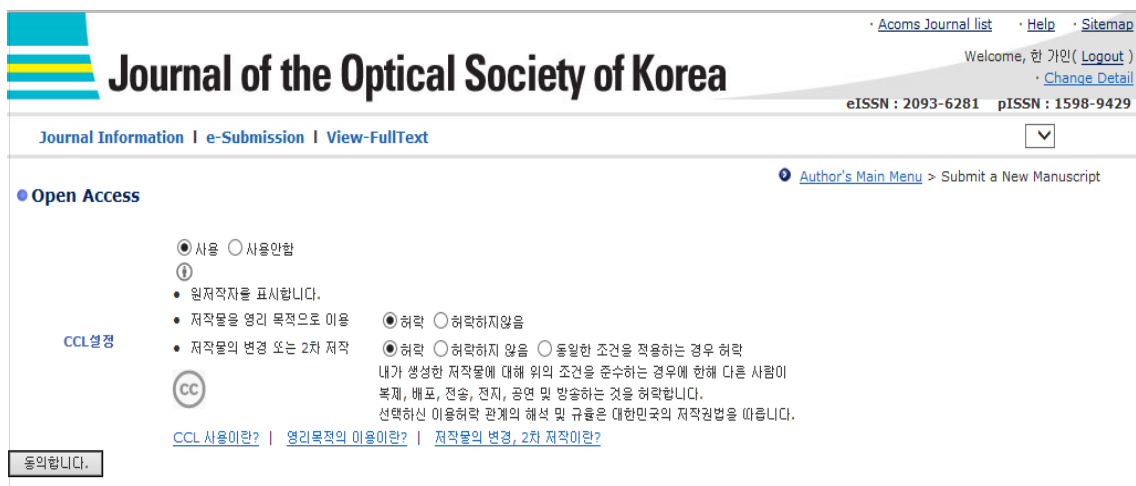 · Acoms Journal list · Help · Sitemap
Journal of the Optical Society of Korea
Welcome, 한 가인( Logout )
· Change Detail
eISSN : 2093-6281 pISSN : 1598-9429
Journal Information l e-Submission l View-FullText
Author's Main Menu > Submit a New Manuscript
Open Access
CCL설정
사용 사용안함
• 원저작자를 표시합니다.
• 저작물을 영리 목적으로 이용 허락 허락하지않음
• 저작물의 변경 또는 2차 저작 허락 허락하지 않음 동일한 조건을 적용하는 경우 허락
cc
내가 생성한 저작물에 대해 위의 조건을 준수하는 경우에 한해 다른 사람이
복제, 배포, 전송, 전지, 공연 및 방송하는 것을 허락합니다.
선택하신 이용허락 관계의 해석 및 규율은 대한민국의 저작권법을 따릅니다.
CCL 사용이란? | 영리목적의 이용이란? | 저작물의 변경, 2차 저작이란?
동의합니다.